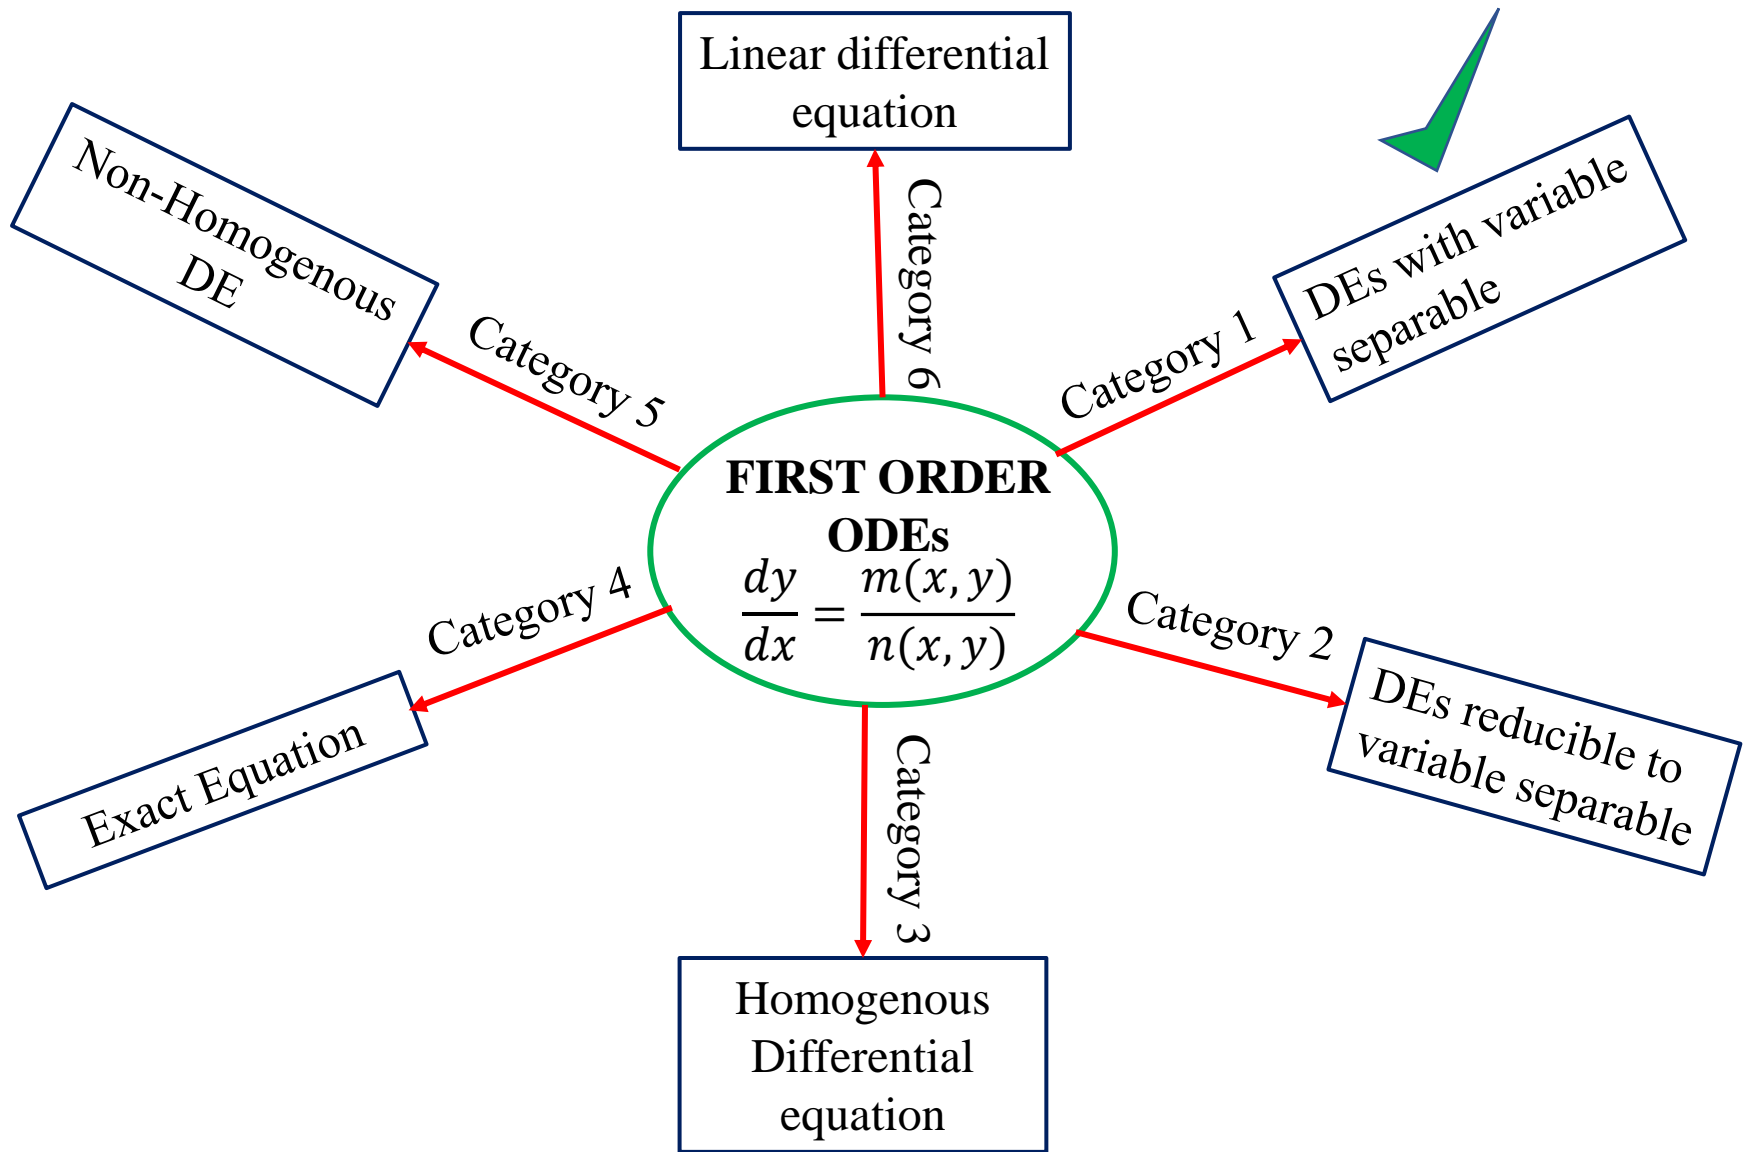 Linear differential
equation
Category 6
DEs with variable
separable
Category 1
Non-Homogenous
DE
Category 5
FIRST ORDER
ODEs
dy/dx = m(x, y)/n(x, y)
Category 2
DEs reducible to
variable separable
Category 4
Exact Equation
Category 3
Homogenous
Differential
equation